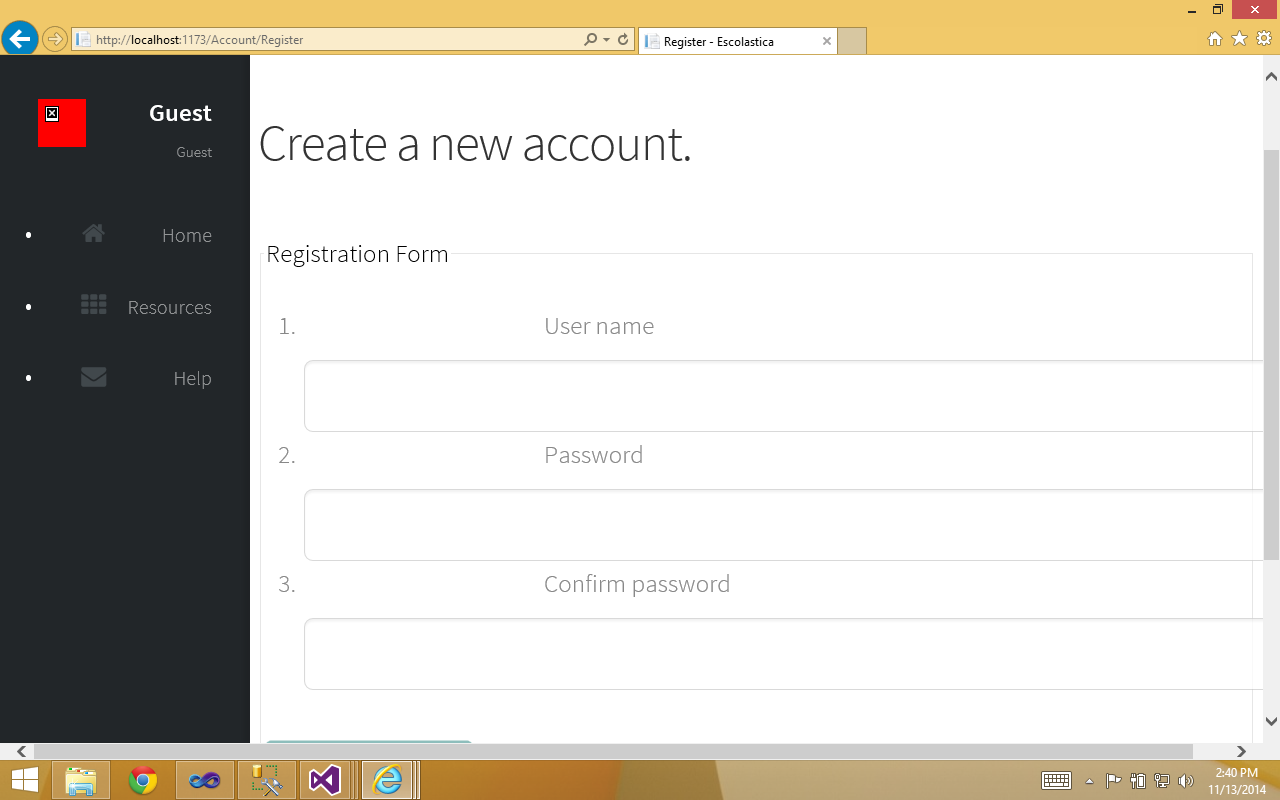 http://localhost:1173/Account/Register
Register - Escolastica
Guest
Guest
Home
Resources
Help
Create a new account.
Registration Form
1. User name
2. Password
3. Confirm password
2:40 PM
11/13/2014